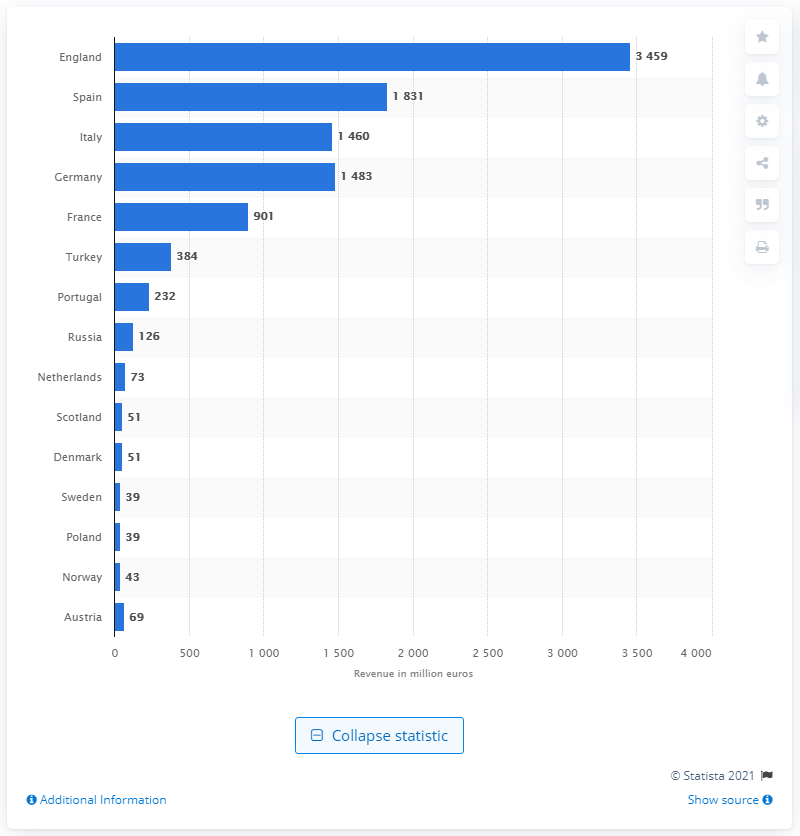 England 3 459
Spain 1 831
Italy 1 460
Germany 1 483
France 901
Turkey 384
Portugal 232
Russia 126
Netherlands 73
Scotland 51
Denmark 51
Sweden 39
Poland 39
Norway 43
Austria 69
0 500 1 000 1 500 2 000 2 500 3 000 3 500 4 000
Revenue in million euros
Collapse statistic
© Statista 2021
Additional Information Show source